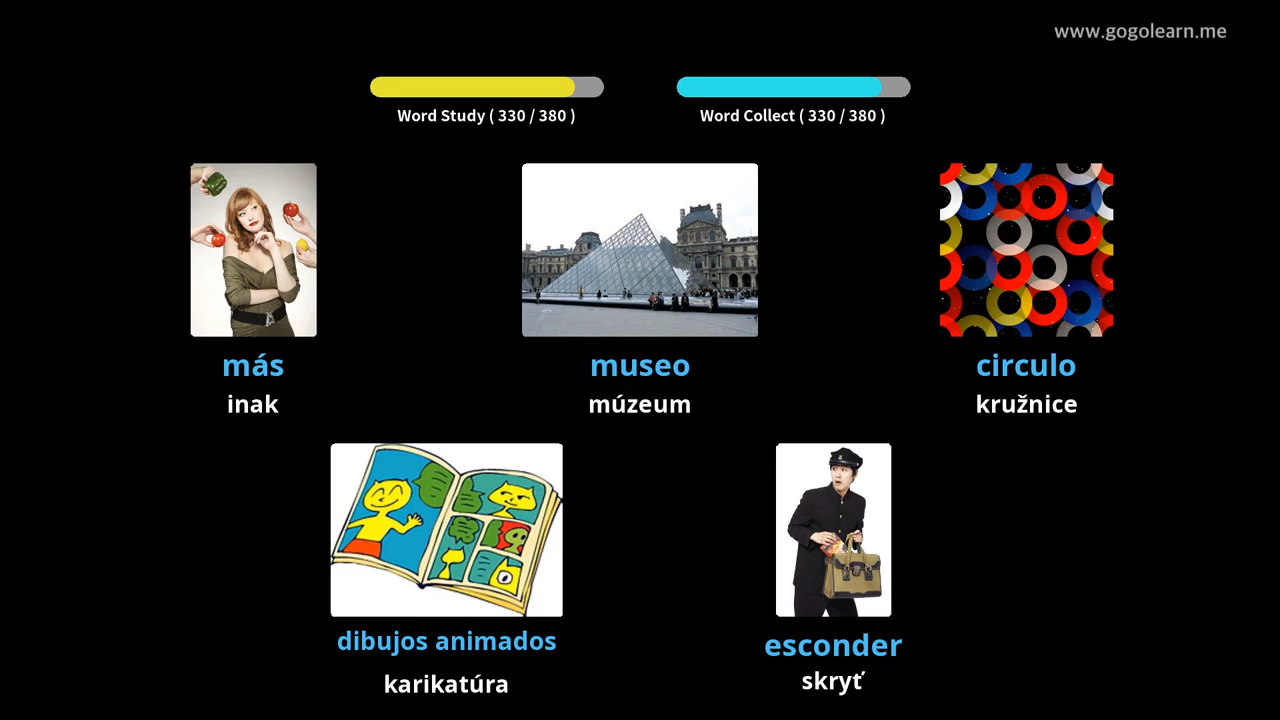 www.gogolearn.me
Word Study ( 330 / 380 )
Word Collect ( 330 / 380 )
más
inak
museo
múzeum
circulo
kružnice
dibujos animados
karikatúra
esconder
skryť